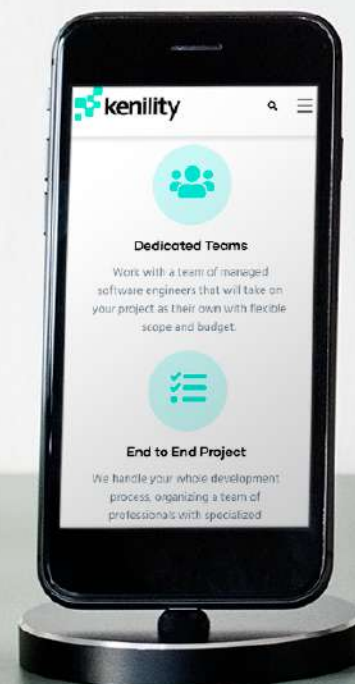 kenility
Dedicated Teams
Work with a team of managed
software engineers that will take on
your project as their own with flexible
scope and budget.
End to End Project
We handle your whole development
process, organizing a team of
professionals with specialized